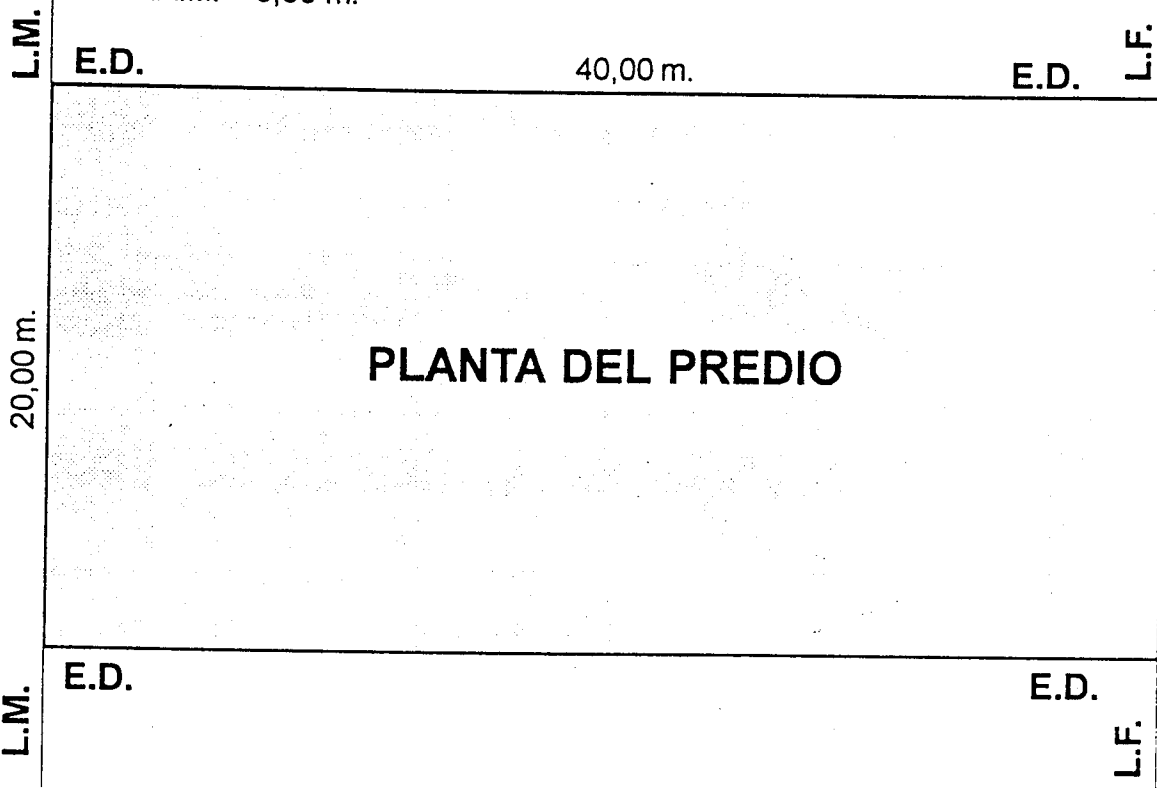 L.M.
E.D.
40,00 m.
E.D.
L.F.
20,00 m.
PLANTA DEL PREDIO
E.D.
E.D.
L.M.
L.F.